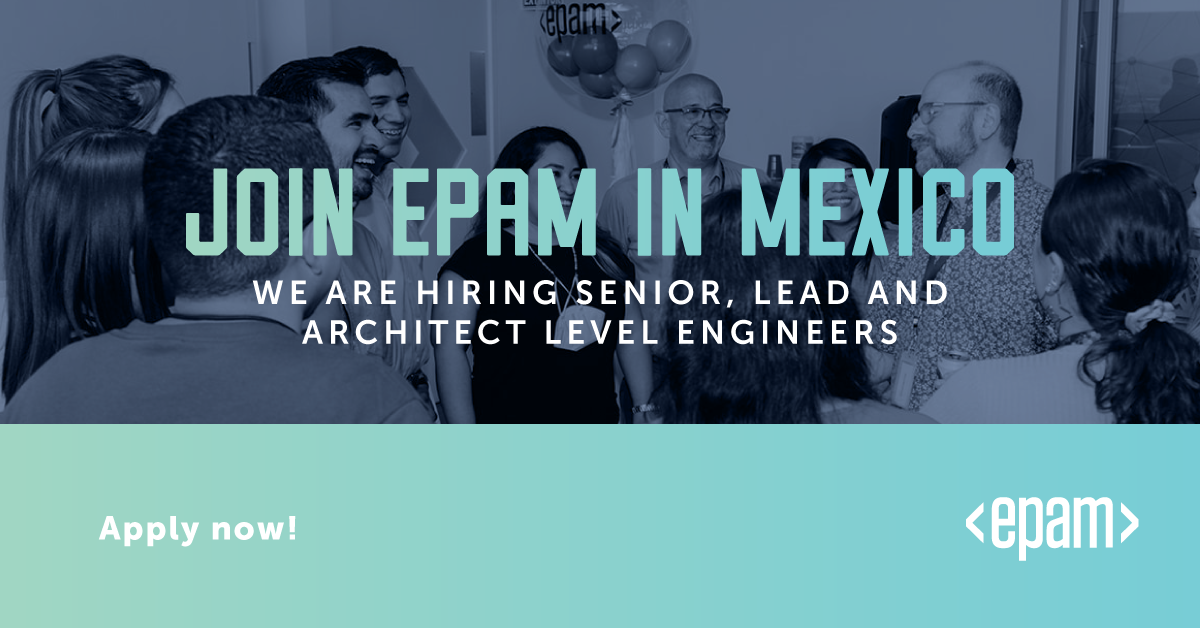 <epam>
JOIN EPAM IN MEXICO
WE ARE HIRING SENIOR, LEAD AND
ARCHITECT LEVEL ENGINEERS
Apply now!
<epam>